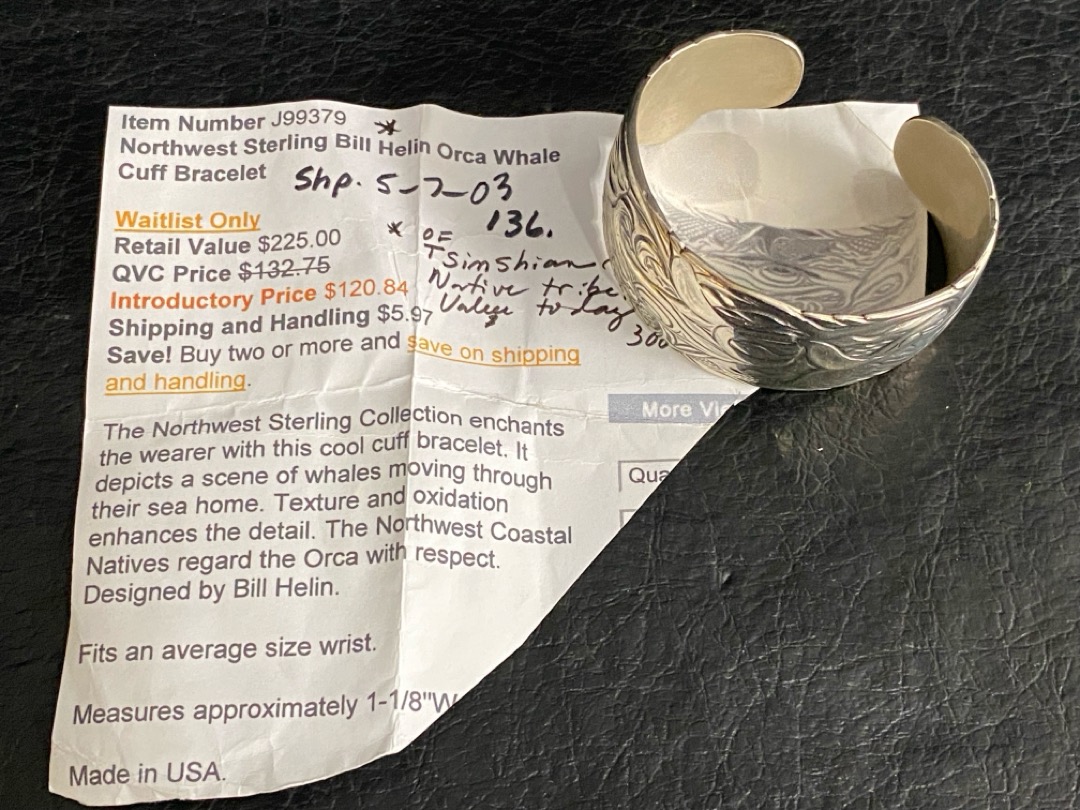 Item Number J99379 *
Northwest Sterling Bill Helin Orca Whale
Cuff Bracelet Shp. 5-7-03
136.
Waitlist Only
Retail Value $225.00
* OF Tsimshian
QVC Price $132.75
Native tribe.
Introductory Price $120.84
Value today
300
Shipping and Handling $5.97
Save! Buy two or more and save on shipping
and handling.
More Vi
The Northwest Sterling Collection enchants
the wearer with this cool cuff bracelet. It
depicts a scene of whales moving through
Qua
their sea home. Texture and oxidation
enhances the detail. The Northwest Coastal
Natives regard the Orca with respect.
Designed by Bill Helin.
Fits an average size wrist.
Measures approximately 1-1/8"W
Made in USA.